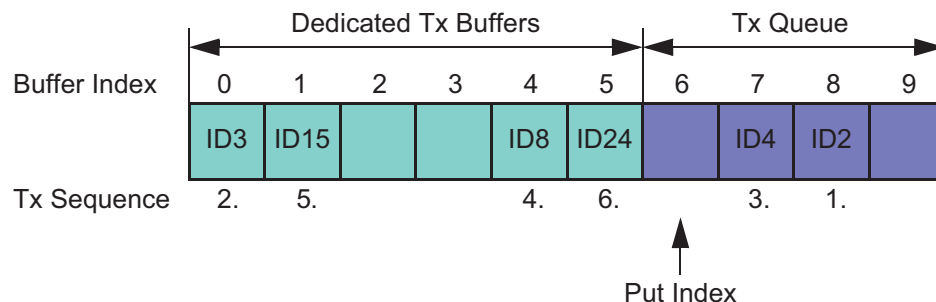 Dedicated Tx Buffers Tx Queue
Buffer Index 0 1 2 3 4 5 6 7 8 9
ID3 ID15 ID8 ID24 ID4 ID2
Tx Sequence 2. 5. 4. 6. 3. 1.
Put Index